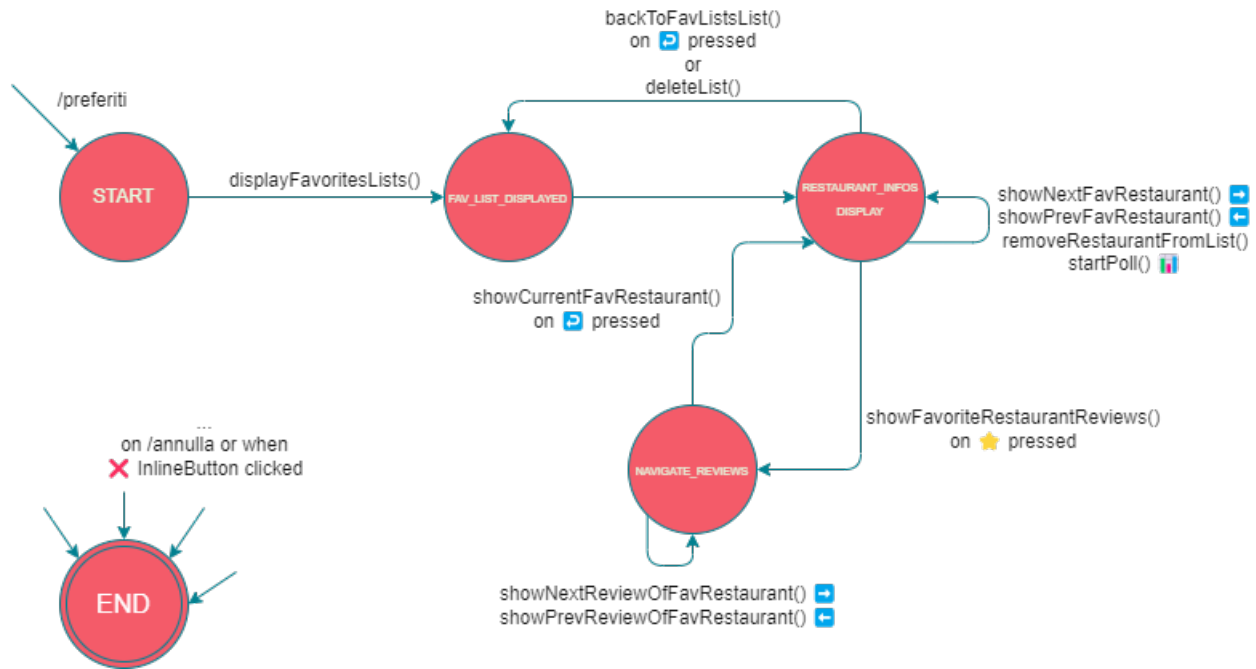 backToFavListsList()
on ↩ pressed
or
deleteList()
/preferiti
START
displayFavoritesLists()
FAV_LIST_DISPLAYED
RESTAURANT_INFOS
DISPLAY
showNextFavRestaurant() ➡
showPrevFavRestaurant() ⬅
removeRestaurantFromList()
startPoll() 📊
showCurrentFavRestaurant()
on ↩ pressed
showFavoriteRestaurantReviews()
on ⭐ pressed
...
on /annulla or when
❌ InlineButton clicked
NAVIGATE_REVIEWS
END
showNextReviewOfFavRestaurant() ➡
showPrevReviewOfFavRestaurant() ⬅